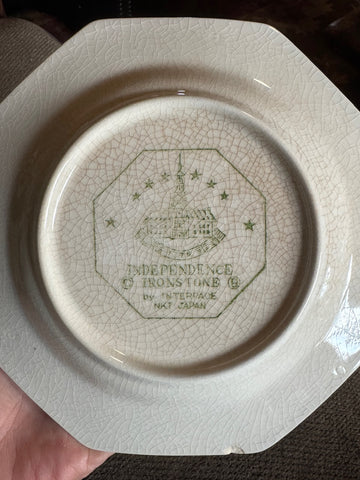 INDEPENDENCE
IRONSTONE ®
by INTERPACE
NKT JAPAN